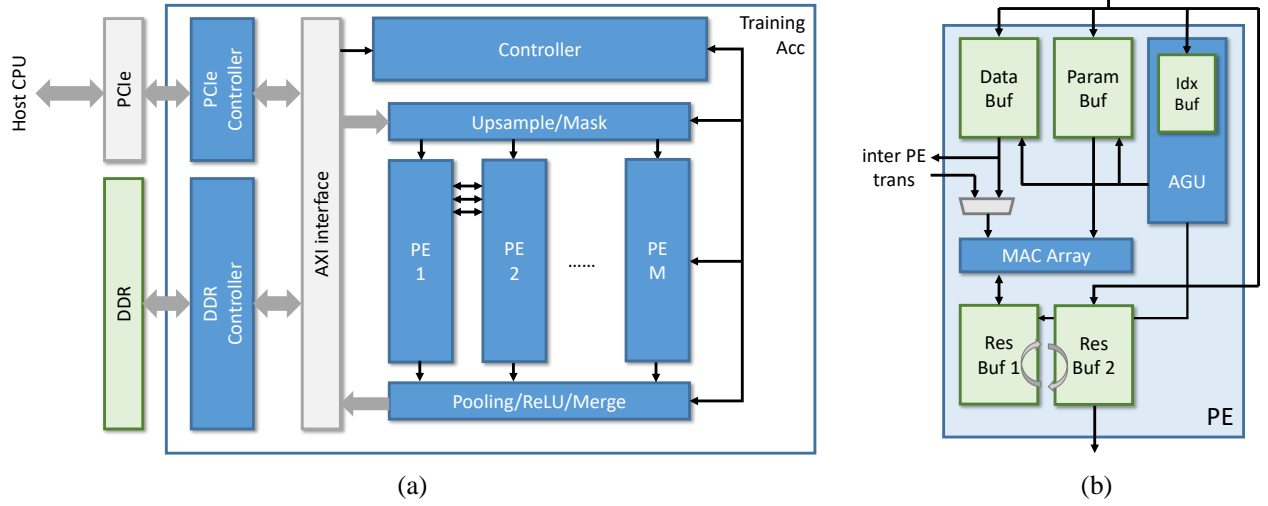 Host CPU
PCIe
PCIe
Controller
DDR
DDR
Controller
AXI interface
Training
Acc
Controller
Upsample/Mask
PE
1
PE
2
......
PE
M
Pooling/ReLU/Merge
(a)
Data
Buf
Param
Buf
Idx
Buf
AGU
inter PE
trans
MAC Array
Res
Buf 1
Res
Buf 2
PE
(b)